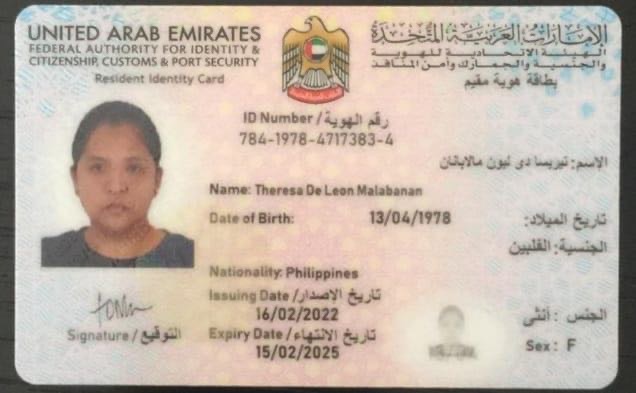 UNITED ARAB EMIRATES
FEDERAL AUTHORITY FOR IDENTITY &
CITIZENSHIP, CUSTOMS & PORT SECURITY
Resident Identity Card
الإمارات العربية المتحدة
الهيئة الاتحادية للهوية
والجنسية والجمارك وأمن المنافذ
بطاقة هوية مقيم
ID Number / رقم الهوية
784-1978-4717383-4
الإسم: تيريسا دى ليون مالابانان
Name: Theresa De Leon Malabanan
Date of Birth: 13/04/1978 تاريخ الميلاد:
الجنسية: الفلبين
Nationality: Philippines
Issuing Date / تاريخ الإصدار
16/02/2022
Expiry Date / تاريخ الانتهاء
15/02/2025
Signature / التوقيع
الجنس : أنثى
Sex: F